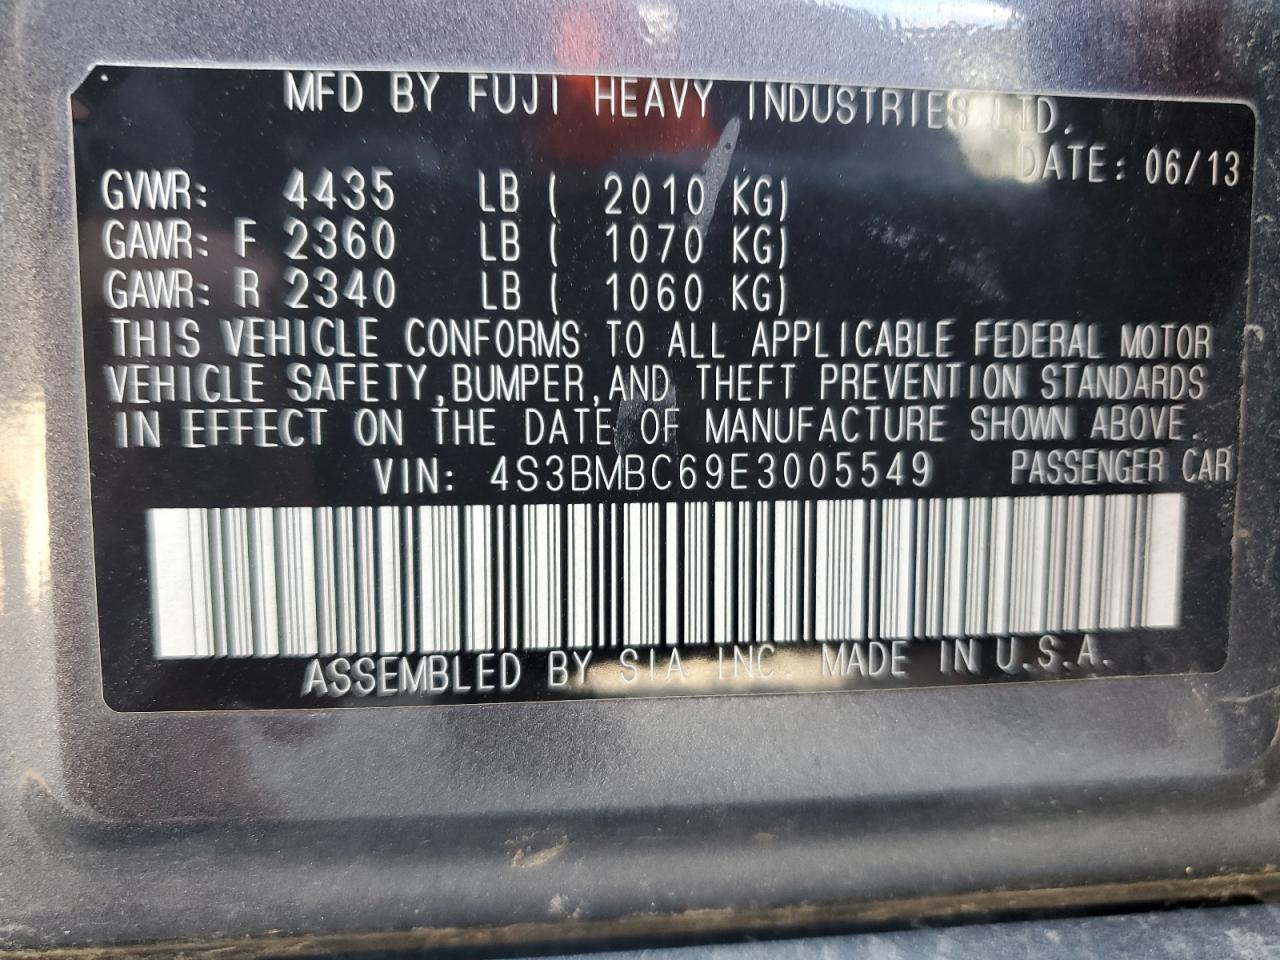 MFD BY FUJI HEAVY INDUSTRIES LTD.
DATE: 06/13
GVWR: 4435 LB ( 2010 KG)
GAWR: F 2360 LB ( 1070 KG)
GAWR: R 2340 LB ( 1060 KG)
THIS VEHICLE CONFORMS TO ALL APPLICABLE FEDERAL MOTOR
VEHICLE SAFETY,BUMPER,AND THEFT PREVENTION STANDARDS
IN EFFECT ON THE DATE OF MANUFACTURE SHOWN ABOVE.
VIN: 4S3BMBC69E3005549 PASSENGER CAR
ASSEMBLED BY SIA INC. MADE IN U.S.A.